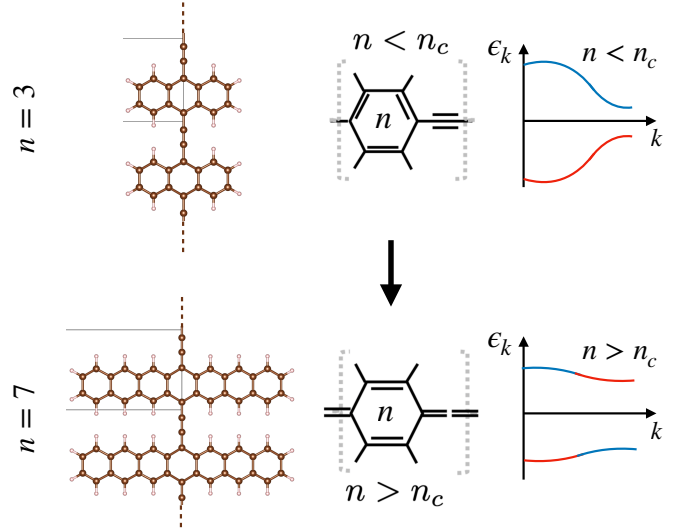 n = 3
n < n_c
n
ϵ_k
n < n_c
k
n = 7
n
n > n_c
ϵ_k
n > n_c
k